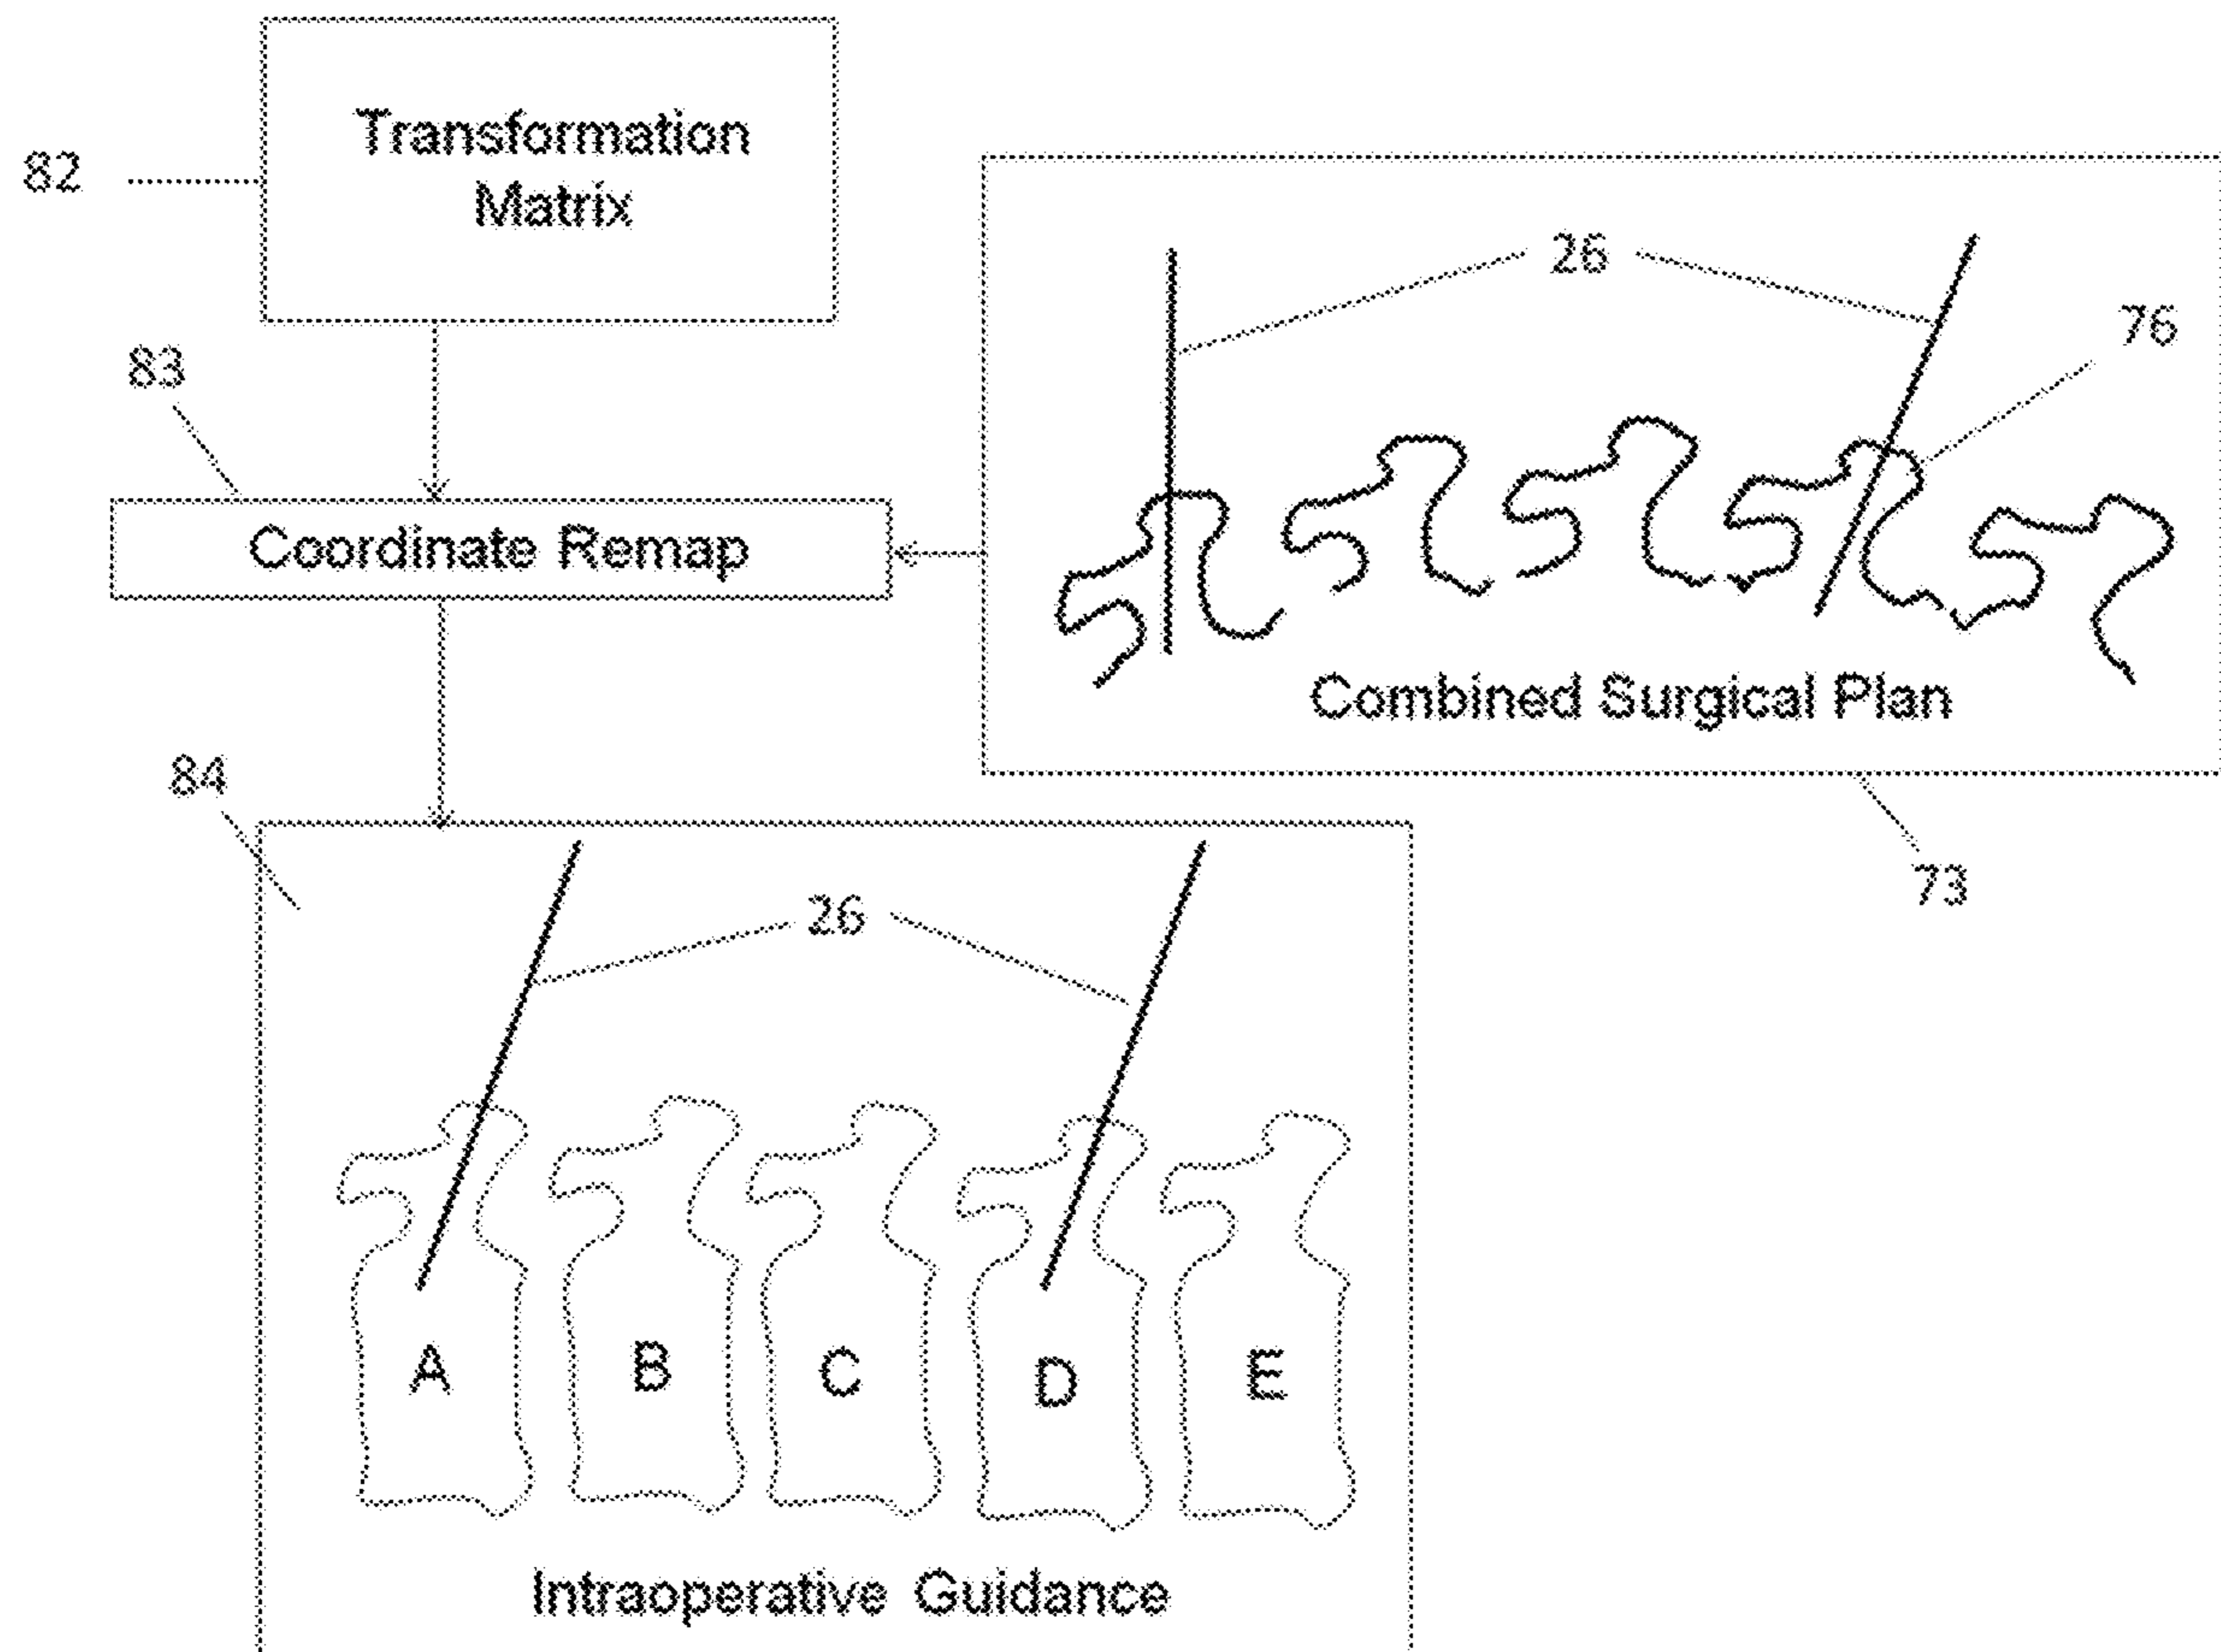 82
Transformation
Matrix
26
76
83
Coordinate Remap
Combined Surgical Plan
84
73
26
A B C D E
Intraoperative Guidance